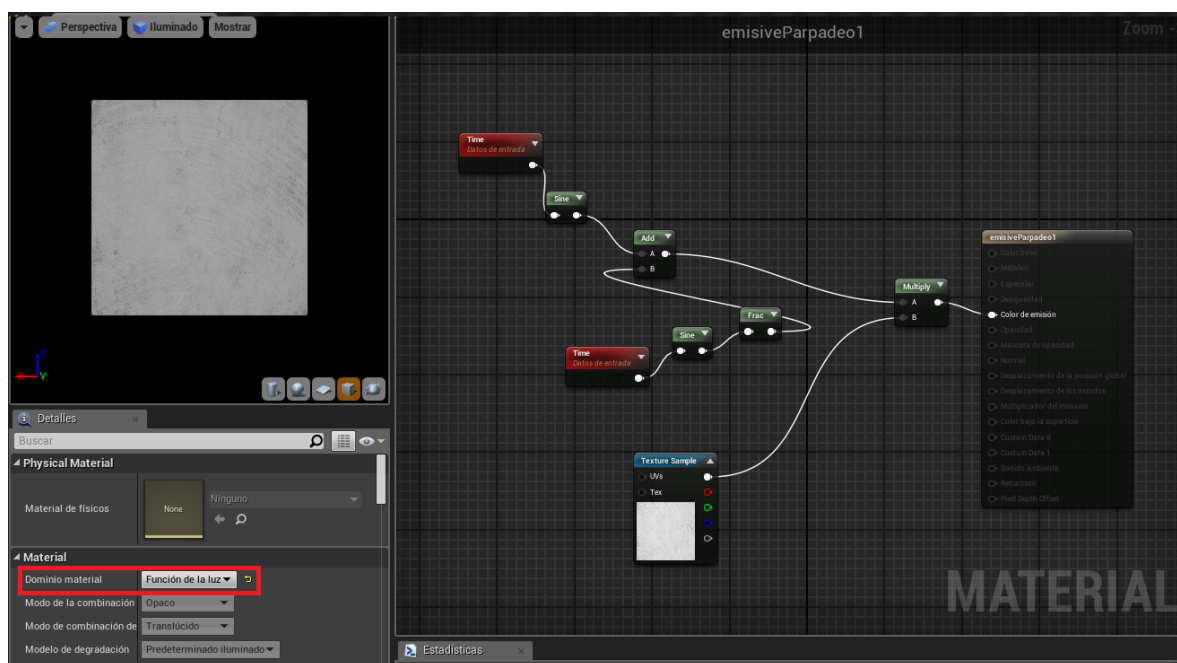 Perspectiva
Iluminado
Mostrar
Z
X
Y
Detalles
Buscar
Physical Material
Material de físicos
None
Ninguno
Material
Dominio material
Función de la luz
Modo de la combinación
Opaco
Modo de combinación de
Translúcido
Modelo de degradación
Predeterminado iluminado
emisiveParpadeo1
Zoom -
Time
Datos de entrada
Sine
Add
A
B
Frac
Sine
Time
Datos de entrada
Multiply
A
B
Texture Sample
UVs
Tex
emisiveParpadeo1
Color base
Metálico
Especular
Desigualdad
Color de emisión
Opacidad
Máscara de opacidad
Normal
Desplazamiento de la posición global
Desplazamiento de los mundos
Multiplicador del mosaico
Color bajo la superficie
Custom Data 0
Custom Data 1
Sonido ambiente
Refracción
Pixel Depth Offset
MATERIAL
Estadísticas